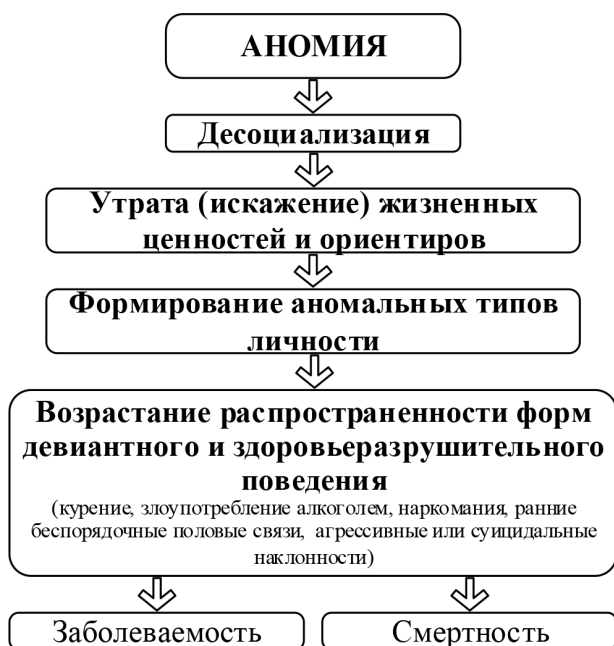 АНОМИЯ
Десоциализация
Утрата (искажение) жизненных
ценностей и ориентиров
Формирование аномальных типов
личности
Возрастание распространенности форм
девиантного и здоровьеразрушительного
поведения
(курение, злоупотребление алкоголем, наркомания, ранние
беспорядочные половые связи, агрессивные или суицидальные
наклонности)
Заболеваемость
Смертность